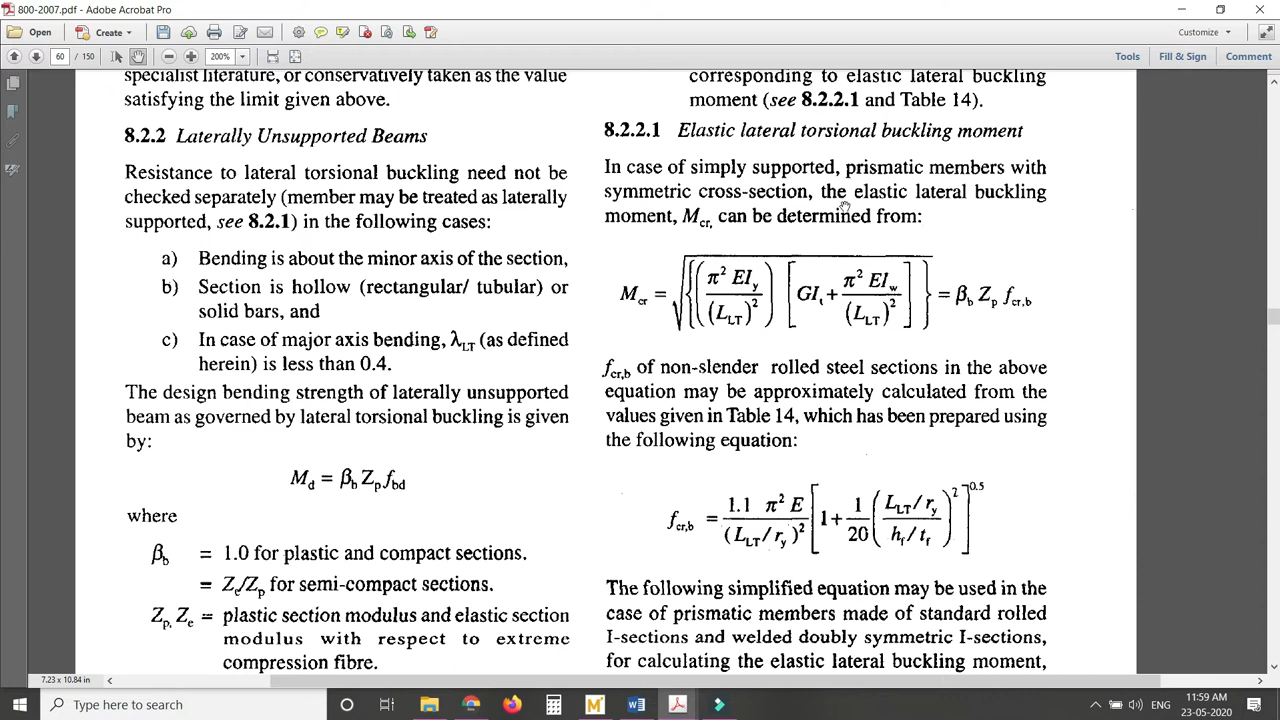 800-2007.pdf - Adobe Acrobat Pro
Open
Create
Customize
60 / 150
200%
Tools
Fill & Sign
Comment
specialist literature, or conservatively taken as the value
satisfying the limit given above.
8.2.2 Laterally Unsupported Beams
Resistance to lateral torsional buckling need not be
checked separately (member may be treated as laterally
supported, see 8.2.1) in the following cases:
a) Bending is about the minor axis of the section,
b) Section is hollow (rectangular/ tubular) or
solid bars, and
c) In case of major axis bending, λLT (as defined
herein) is less than 0.4.
The design bending strength of laterally unsupported
beam as governed by lateral torsional buckling is given
by:
Md = βb Zp fbd
where
βb = 1.0 for plastic and compact sections.
= Ze/Zp for semi-compact sections.
Zp, Ze = plastic section modulus and elastic section
modulus with respect to extreme
compression fibre.
corresponding to elastic lateral buckling
moment (see 8.2.2.1 and Table 14).
8.2.2.1 Elastic lateral torsional buckling moment
In case of simply supported, prismatic members with
symmetric cross-section, the elastic lateral buckling
moment, Mcr, can be determined from:
Mcr = √{(π² EIy / (LLT)²) [GIt + π² EIw / (LLT)²]} = βb Zp fcr,b
fcr,b of non-slender rolled steel sections in the above
equation may be approximately calculated from the
values given in Table 14, which has been prepared using
the following equation:
fcr,b = 1.1 π² E / (LLT/ry)² [1 + 1/20 (LLT/ry / hf/tf)²]^0.5
The following simplified equation may be used in the
case of prismatic members made of standard rolled
I-sections and welded doubly symmetric I-sections,
for calculating the elastic lateral buckling moment,
7.23 x 10.84 in
Type here to search
ENG
11:59 AM
23-05-2020